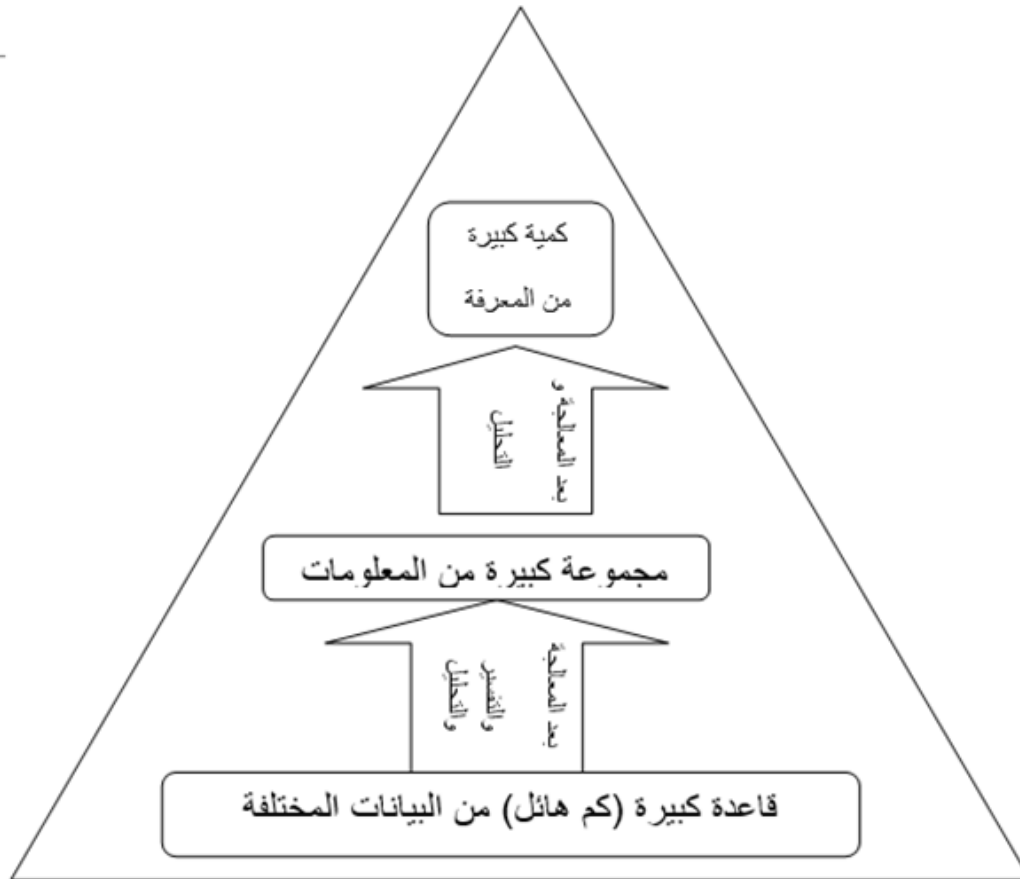 كمية كبيرة
من المعرفة
بعد المعالجة و
التحليل
مجموعة كبيرة من المعلومات
بعد المعالجة
والتفسير
والتحليل
قاعدة كبيرة (كم هائل) من البيانات المختلفة